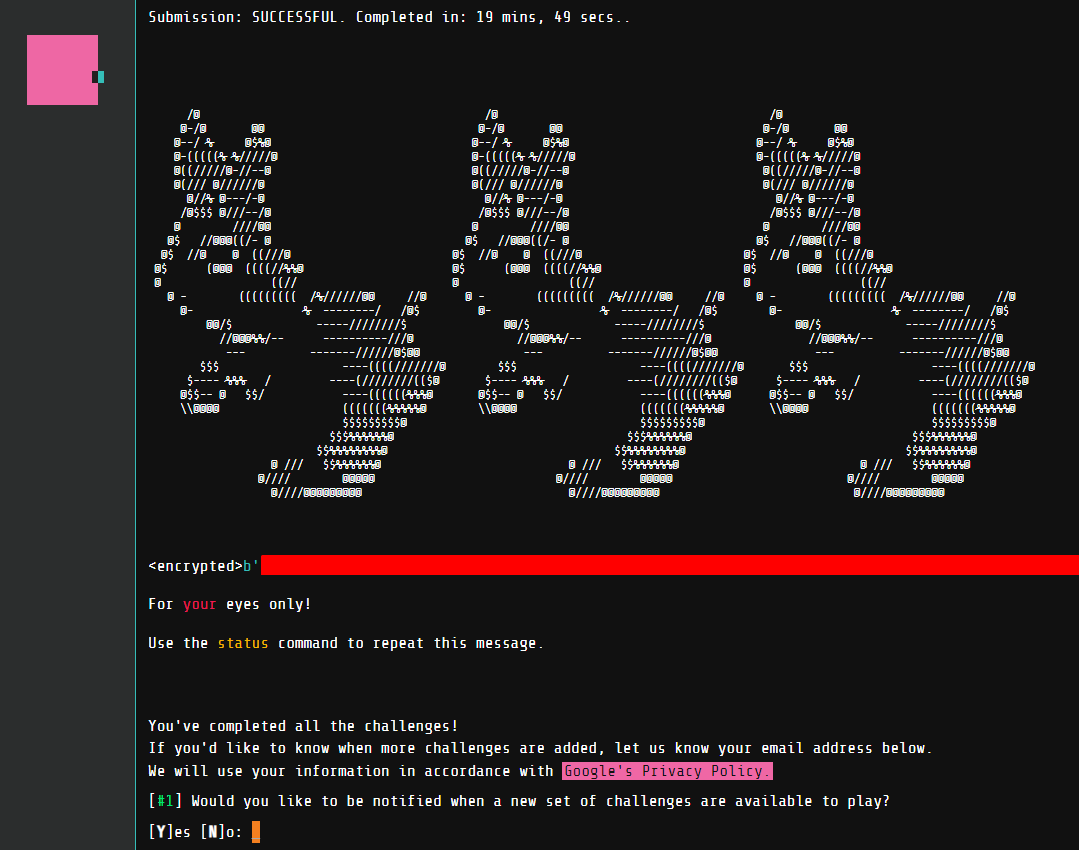 Submission: SUCCESSFUL. Completed in: 19 mins, 49 secs..
<encrypted>b'
For your eyes only!
Use the status command to repeat this message.
You've completed all the challenges!
If you'd like to know when more challenges are added, let us know your email address below.
We will use your information in accordance with Google's Privacy Policy.
[#1] Would you like to be notified when a new set of challenges are available to play?
[Y]es [N]o: